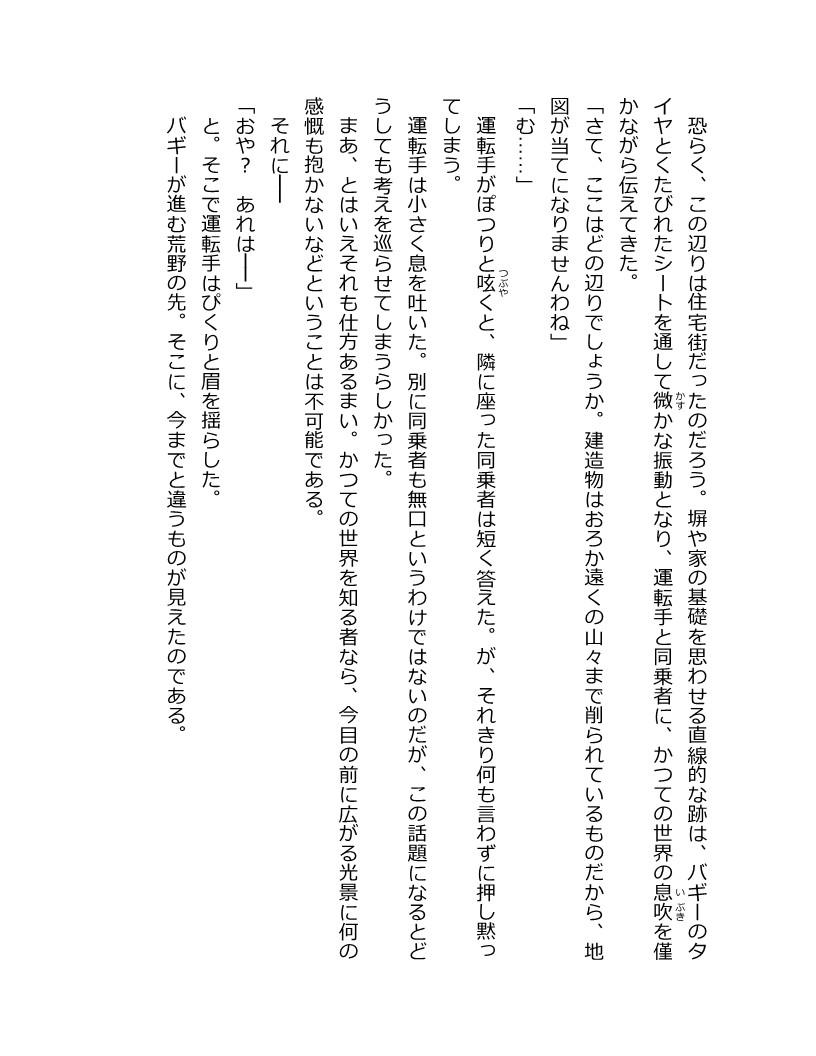 恐らく、この辺りは住宅街だったのだろう。塀や家の基礎を思わせる直線的な跡は、バギーのタ
イヤとくたびれたシートを通して微かな振動となり、運転手と同乗者に、かつての世界の息吹を僅
かながら伝えてきた。
「さて、ここはどの辺りでしょうか。建造物はおろか遠くの山々まで削られているものだから、地
図が当てになりませんわね」
「む……」
運転手がぽつりと呟くと、隣に座った同乗者は短く答えた。が、それきり何も言わずに押し黙っ
てしまう。
運転手は小さく息を吐いた。別に同乗者も無口というわけではないのだが、この話題になるとど
うしても考えを巡らせてしまうらしかった。
まあ、とはいえそれも仕方あるまい。かつての世界を知る者なら、今目の前に広がる光景に何の
感慨も抱かないなどということは不可能である。
それに――
「おや？　あれは――」
と。そこで運転手はぴくりと眉を揺らした。
バギーが進む荒野の先。そこに、今までと違うものが見えたのである。